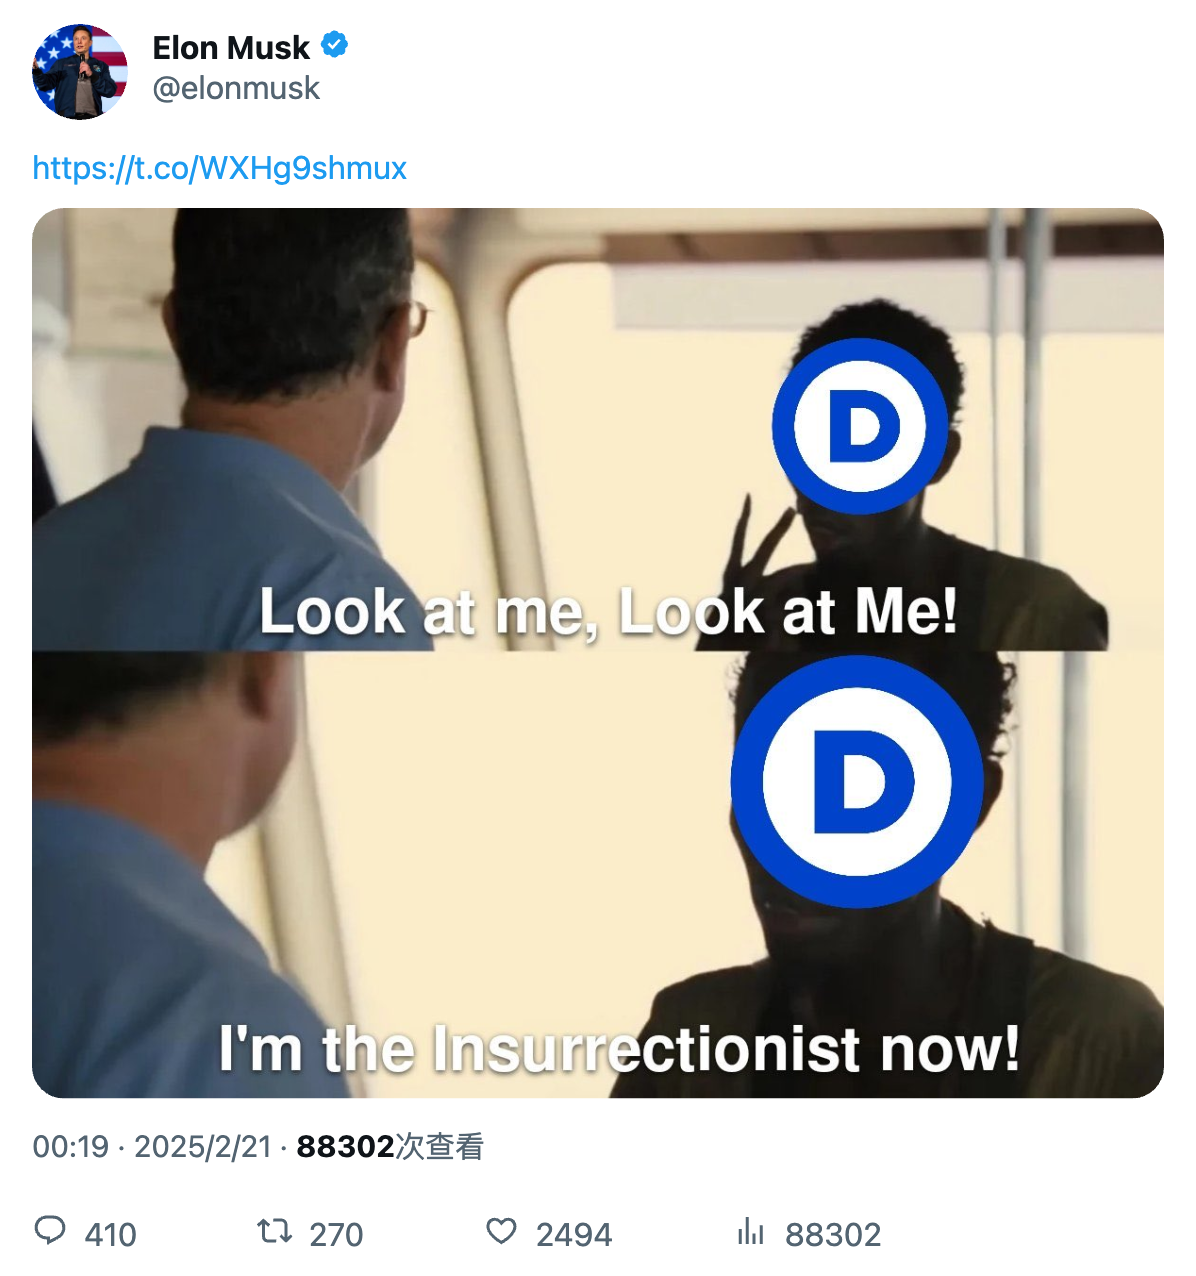 Elon Musk
@elonmusk
https://t.co/WXHg9shmux
D
Look at me, Look at Me!
D
I'm the Insurrectionist now!
00:19 · 2025/2/21 · 88302次查看
410 270 2494 88302